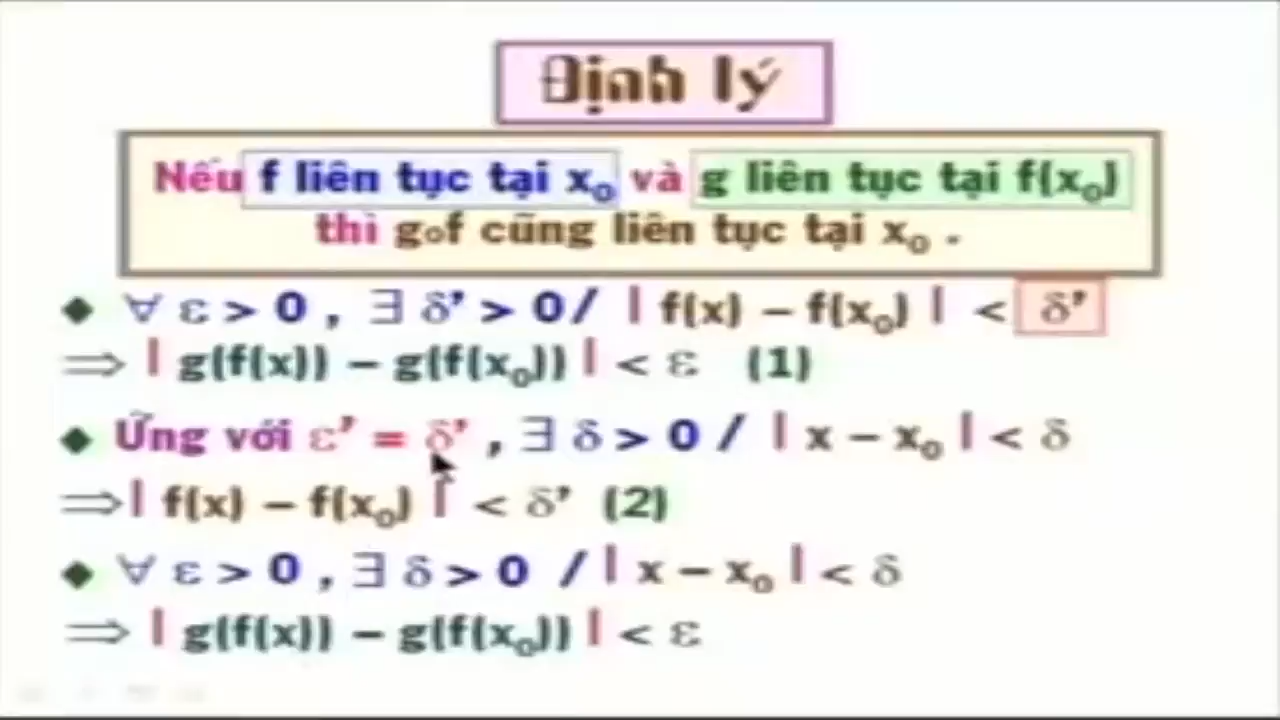 Định lý
Nếu f liên tục tại x₀ và g liên tục tại f(x₀)
thì g∘f cũng liên tục tại x₀ .
◆ ∀ ε > 0 , ∃ δ’ > 0 / | f(x) – f(x₀) | < δ’
⇒ | g(f(x)) – g(f(x₀)) | < ε (1)
◆ Ứng với ε’ = δ’ , ∃ δ > 0 / | x – x₀ | < δ
⇒ | f(x) – f(x₀) | < δ’ (2)
◆ ∀ ε > 0 , ∃ δ > 0 / | x – x₀ | < δ
⇒ | g(f(x)) – g(f(x₀)) | < ε